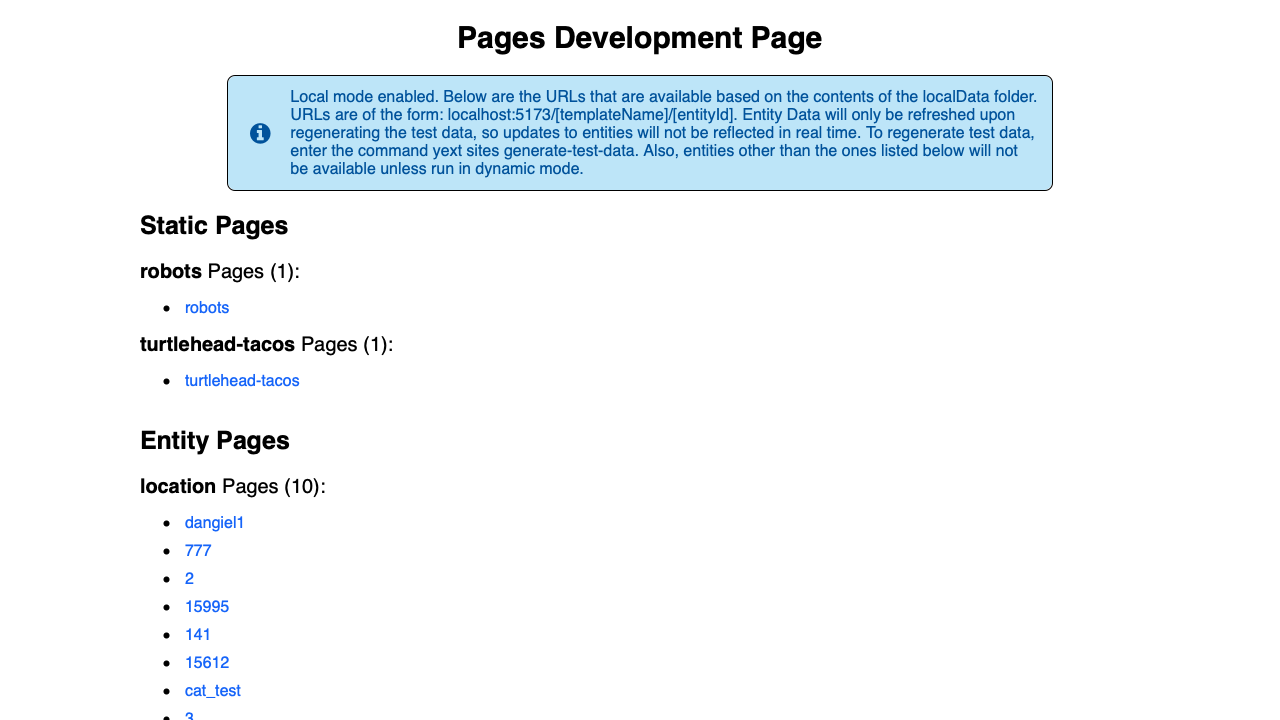 Pages Development Page
Local mode enabled. Below are the URLs that are available based on the contents of the localData folder.
URLs are of the form: localhost:5173/[templateName]/[entityId]. Entity Data will only be refreshed upon
regenerating the test data, so updates to entities will not be reflected in real time. To regenerate test data,
enter the command yext sites generate-test-data. Also, entities other than the ones listed below will not
be available unless run in dynamic mode.
Static Pages
robots Pages (1):
robots
turtlehead-tacos Pages (1):
turtlehead-tacos
Entity Pages
location Pages (10):
dangiel1
777
2
15995
141
15612
cat_test
3